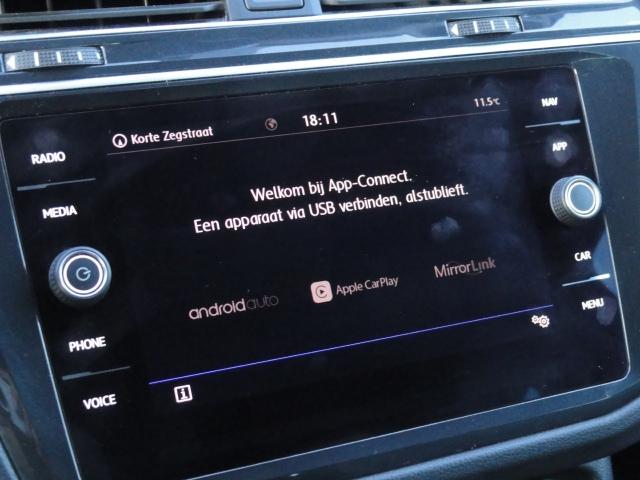 Korte Zegstraat
18:11
11.5°C
NAV
RADIO
APP
MEDIA
Welkom bij App-Connect.
Een apparaat via USB verbinden, alstublieft.
CAR
androidauto
Apple CarPlay
MirrorLink
MENU
PHONE
VOICE
i